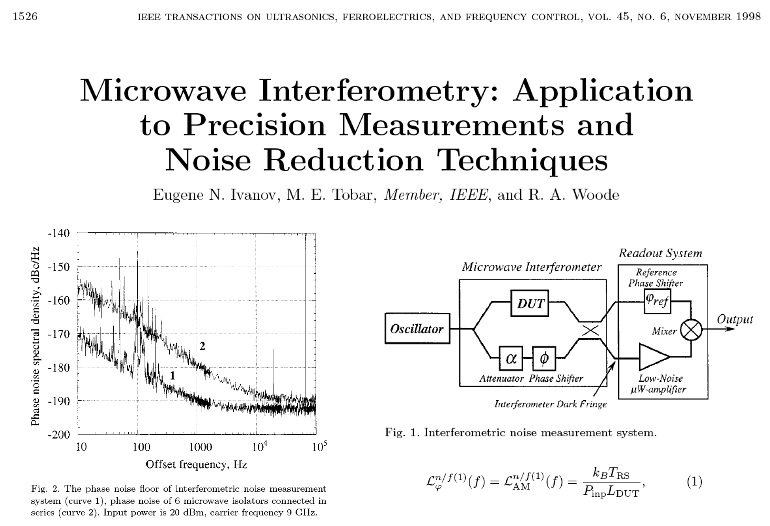 1526
IEEE TRANSACTIONS ON ULTRASONICS, FERROELECTRICS, AND FREQUENCY CONTROL, VOL. 45, NO. 6, NOVEMBER 1998
Microwave Interferometry: Application
to Precision Measurements and
Noise Reduction Techniques
Eugene N. Ivanov, M. E. Tobar, Member, IEEE, and R. A. Woode
Phase noise spectral density, dBc/Hz
-140
-150
-160
-170
-180
-190
-200
2
1
10 100 1000 10⁴ 10⁵
Offset frequency, Hz
Fig. 2. The phase noise floor of interferometric noise measurement
system (curve 1), phase noise of 6 microwave isolators connected in
series (curve 2). Input power is 20 dBm, carrier frequency 9 GHz.
Readout System
Microwave Interferometer
Reference
Phase Shifter
DUT
φref
Oscillator
Mixer
Output
α
ϕ
Attenuator Phase Shifter
Low-Noise
μW-amplifier
Interferometer Dark Fringe
Fig. 1. Interferometric noise measurement system.
ℒφ^n/f(1)(f) = ℒAM^n/f(1)(f) = kB TRS / Pinp LDUT, (1)